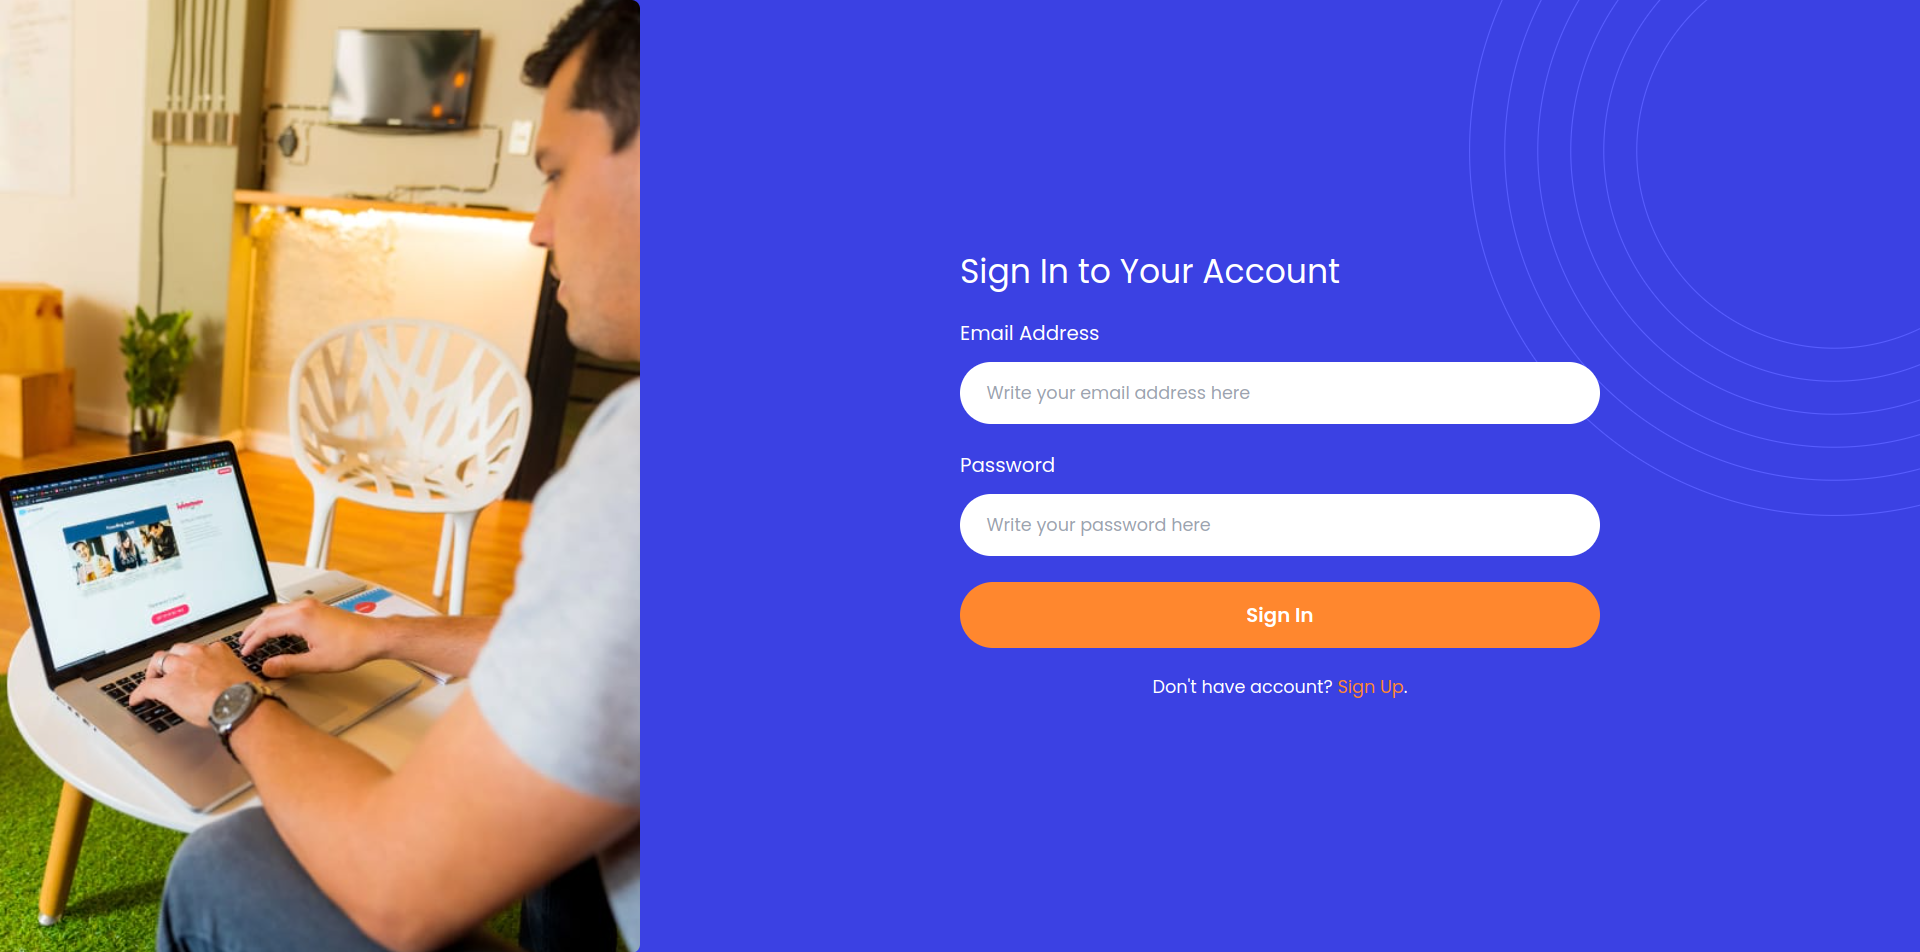 Sign In to Your Account
Email Address
Write your email address here
Password
Write your password here
Sign In
Don't have account? Sign Up.